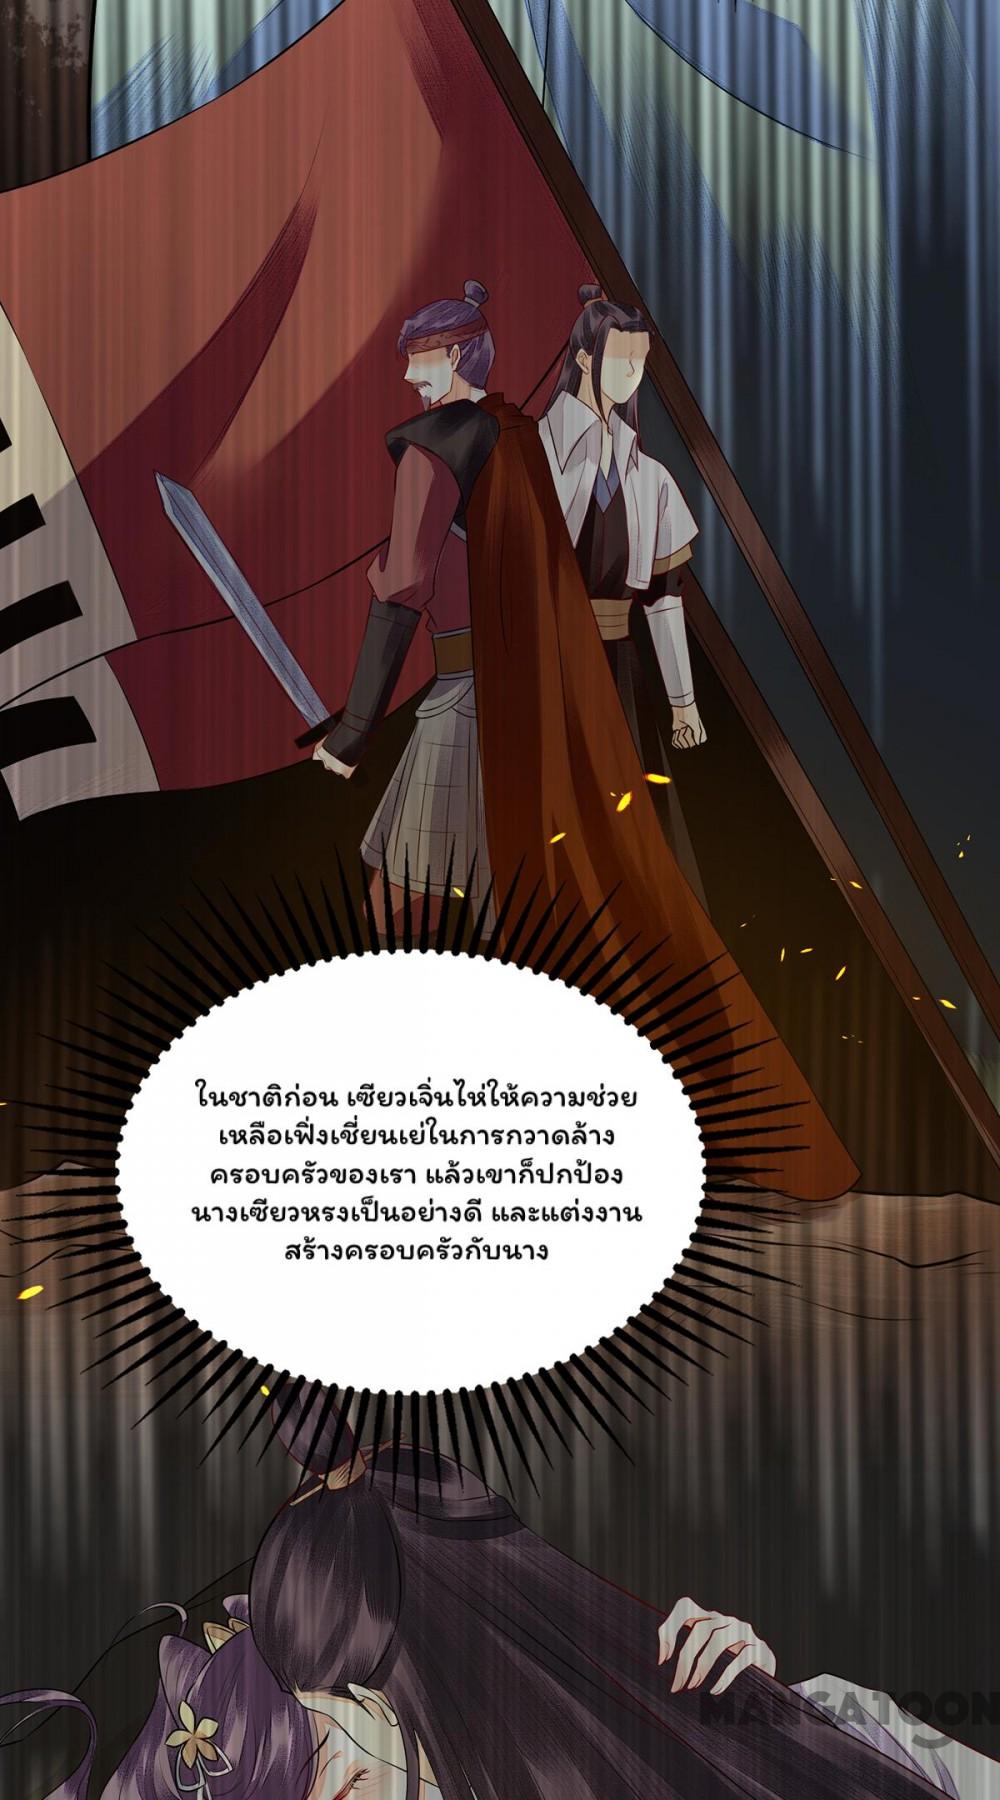 ในชาติก่อน เซียวเจิ่นไห่ให้ความช่วย
เหลือเฟิ่งเชี่ยนเย่ในการกวาดล้าง
ครอบครัวของเรา แล้วเขาก็ปกป้อง
นางเซียวหรงเป็นอย่างดี และแต่งงาน
สร้างครอบครัวกับนาง
MANGATOON